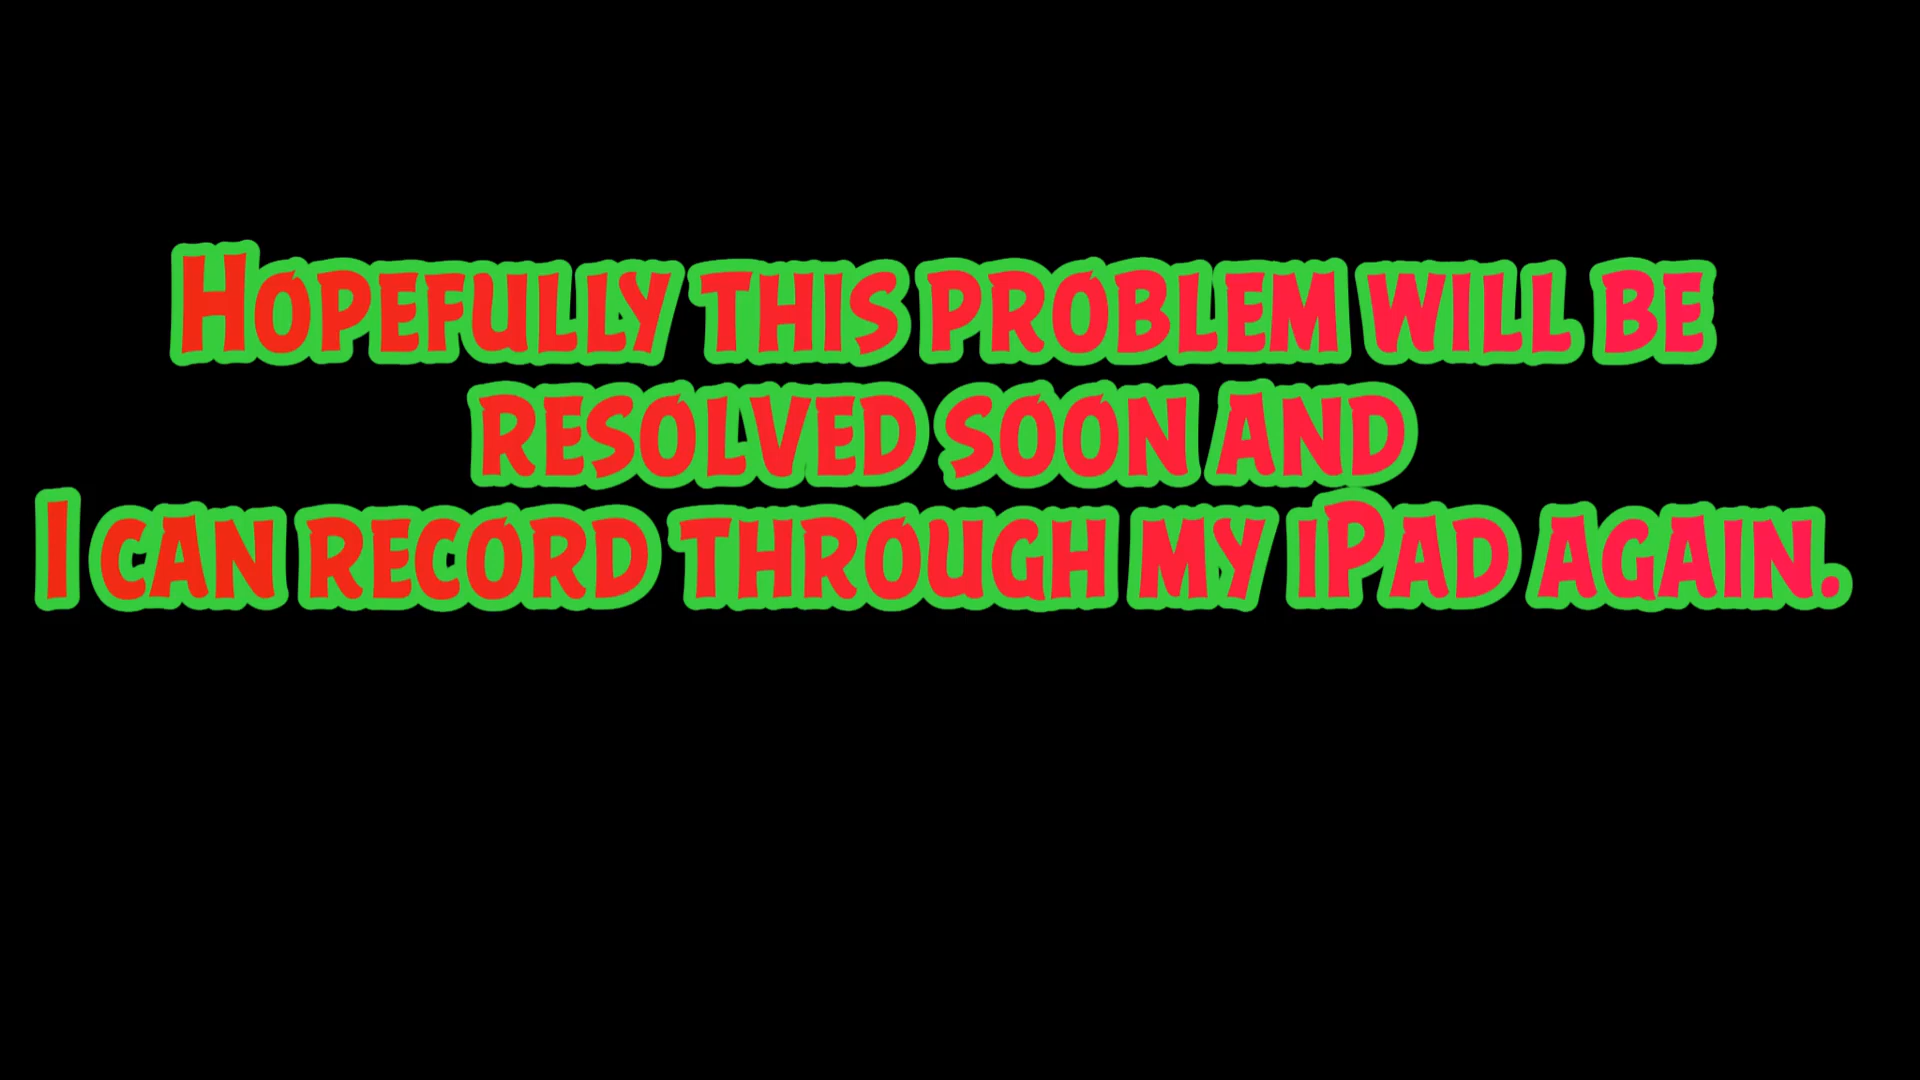 Hopefully this problem will be
resolved soon and
I can record through my iPad again.